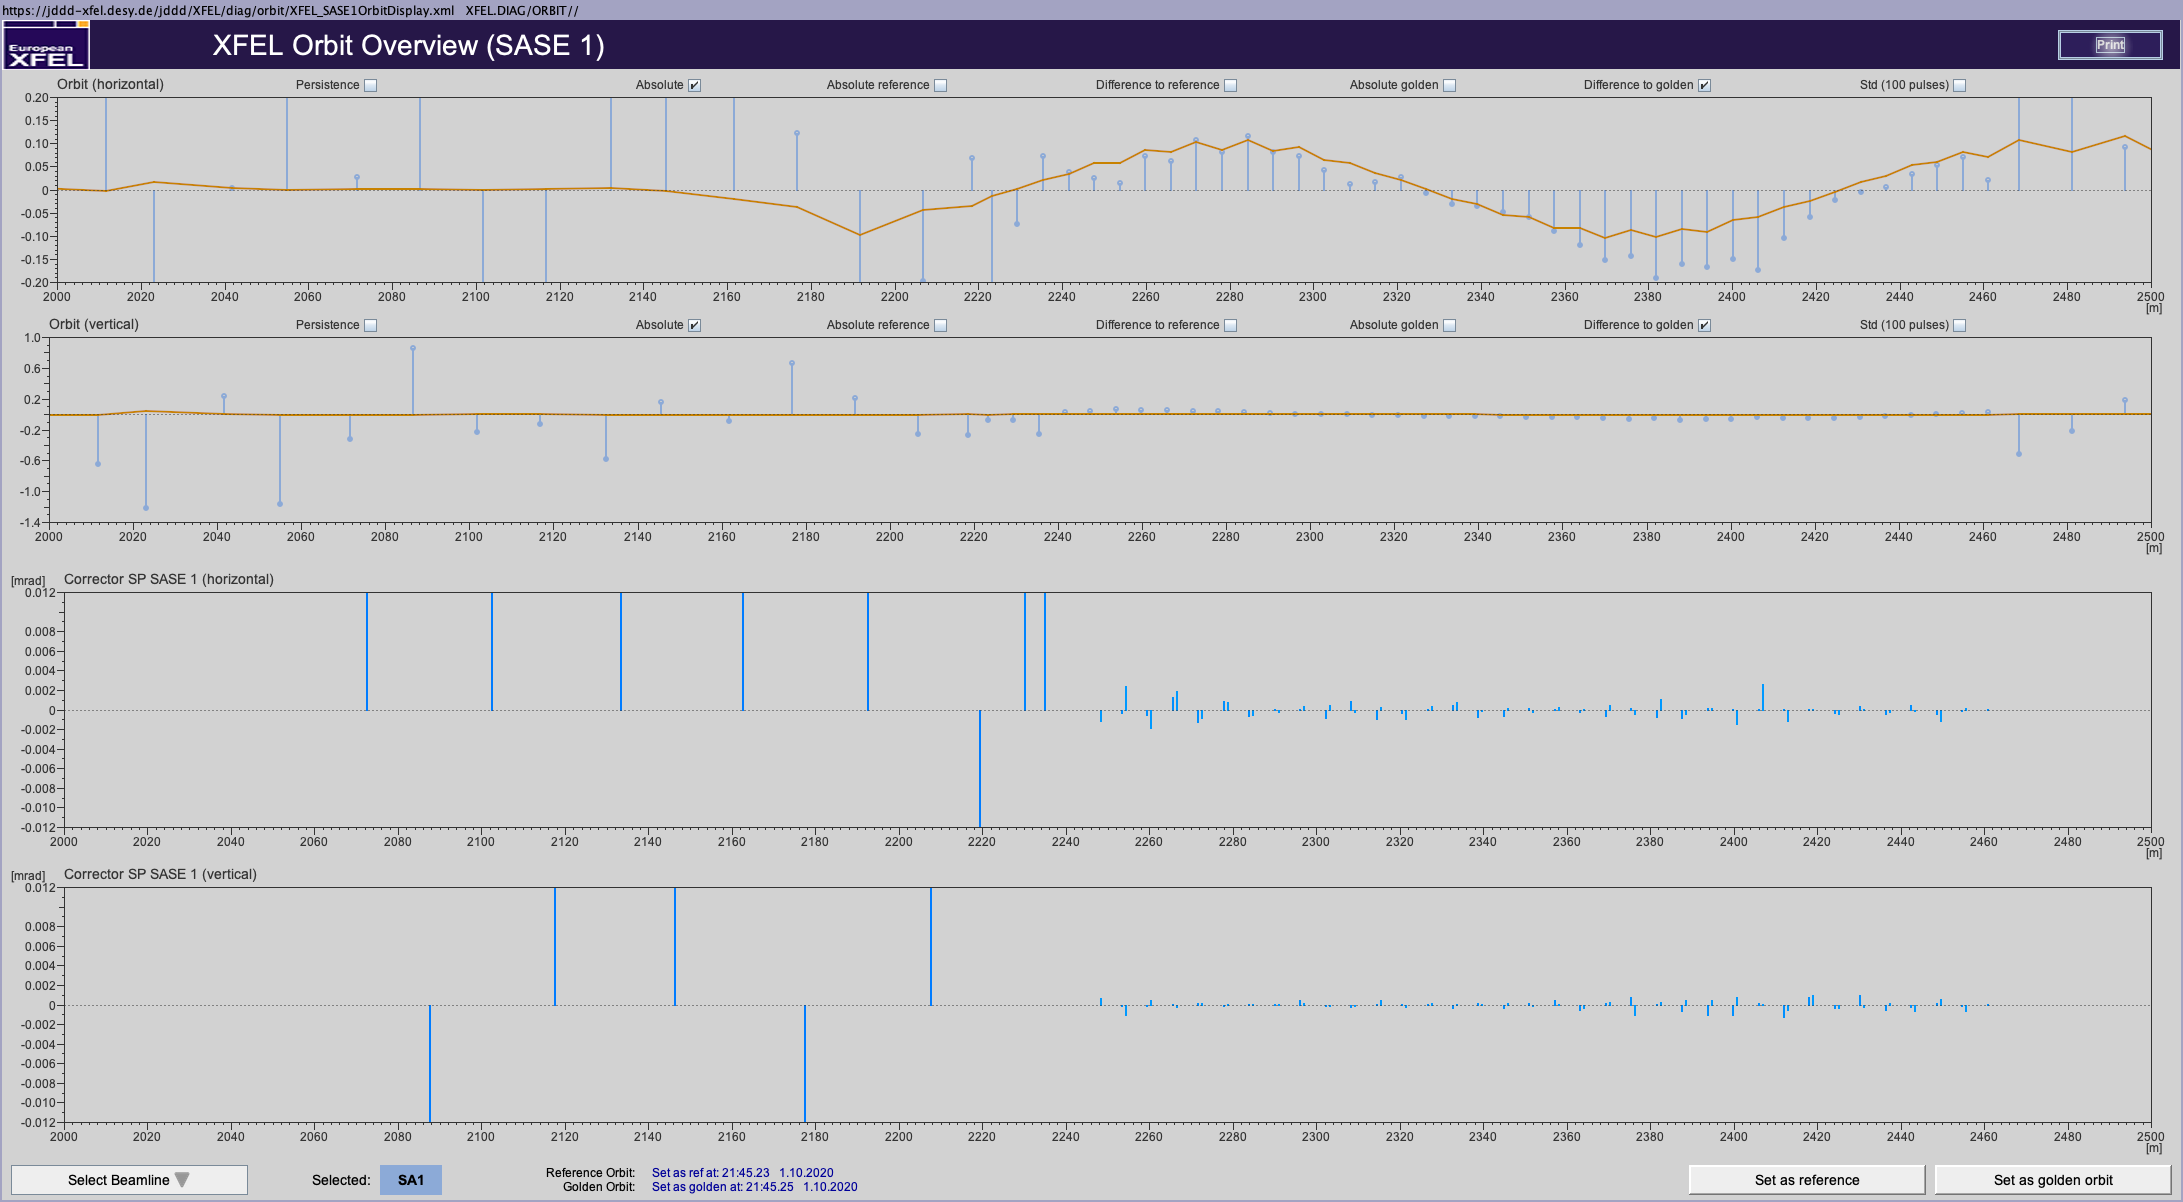 https://jddd-xfel.desy.de/jddd/XFEL/diag/orbit/XFEL_SASE1OrbitDisplay.xml XFEL.DIAG/ORBIT//
European
XFEL
XFEL Orbit Overview (SASE 1)
Print
Orbit (horizontal) Persistence Absolute Absolute reference Difference to reference Absolute golden Difference to golden Std (100 pulses)
0.20
0.15
0.10
0.05
0
-0.05
-0.10
-0.15
-0.20
2000 2020 2040 2060 2080 2100 2120 2140 2160 2180 2200 2220 2240 2260 2280 2300 2320 2340 2360 2380 2400 2420 2440 2460 2480 2500
[m]
Orbit (vertical) Persistence Absolute Absolute reference Difference to reference Absolute golden Difference to golden Std (100 pulses)
1.0
0.6
0.2
-0.2
-0.6
-1.0
-1.4
2000 2020 2040 2060 2080 2100 2120 2140 2160 2180 2200 2220 2240 2260 2280 2300 2320 2340 2360 2380 2400 2420 2440 2460 2480 2500
[m]
[mrad] Corrector SP SASE 1 (horizontal)
0.012
0.008
0.006
0.004
0.002
0
-0.002
-0.004
-0.006
-0.008
-0.010
-0.012
2000 2020 2040 2060 2080 2100 2120 2140 2160 2180 2200 2220 2240 2260 2280 2300 2320 2340 2360 2380 2400 2420 2440 2460 2480 2500
[m]
[mrad] Corrector SP SASE 1 (vertical)
0.012
0.008
0.006
0.004
0.002
0
-0.002
-0.004
-0.006
-0.008
-0.010
-0.012
2000 2020 2040 2060 2080 2100 2120 2140 2160 2180 2200 2220 2240 2260 2280 2300 2320 2340 2360 2380 2400 2420 2440 2460 2480 2500
[m]
Select Beamline Selected: SA1
Reference Orbit: Set as ref at: 21:45.23 1.10.2020
Golden Orbit: Set as golden at: 21:45.25 1.10.2020
Set as reference Set as golden orbit